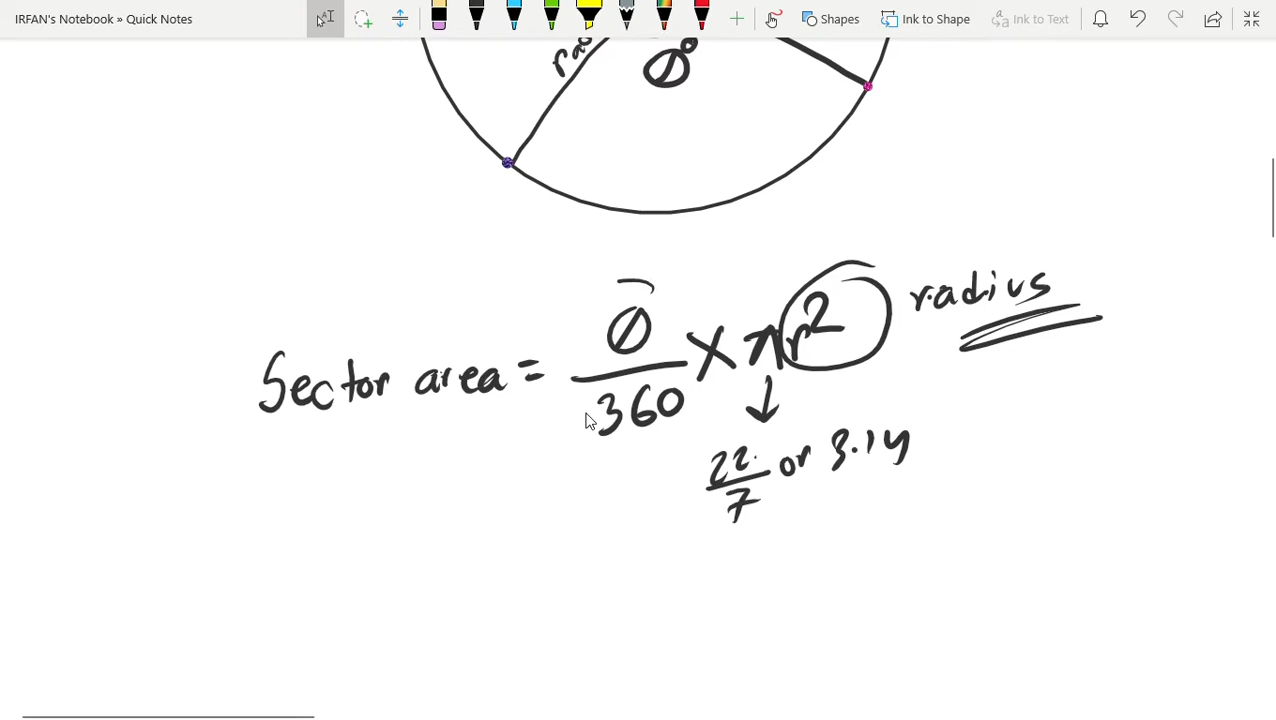 IRFAN's Notebook » Quick Notes
Shapes
Ink to Shape
Ink to Text
θ°
Sector area = θ/360 × πr² radius
22/7 or 3.14